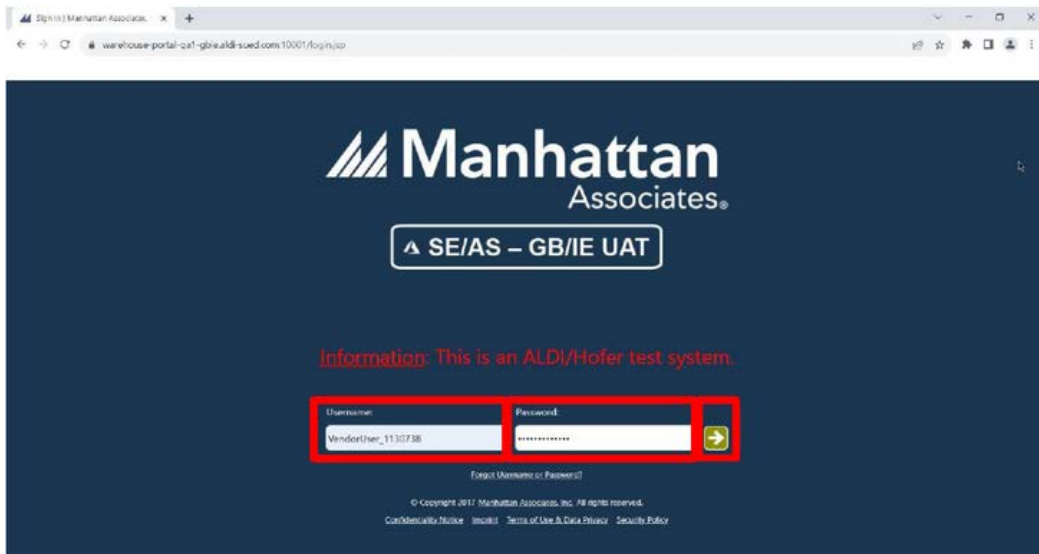 Sign In | Manhattan Associates.
warehouse-portal-qa1-gbie.aldi-sued.com:10001/login.jsp
Manhattan
Associates®
SE/AS – GB/IE UAT
Information: This is an ALDI/Hofer test system.
Username: Password:
VendorUser_1130738 •••••••••••••
Forgot Username or Password?
© Copyright 2017 Manhattan Associates, Inc. All rights reserved.
Confidentiality Notice Imprint Terms of Use & Data Privacy Security Policy